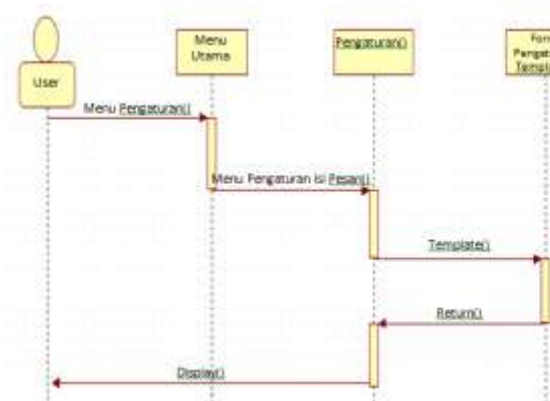 Menu
Utama
Pengaturan()
User
Menu Pengaturan()
Menu Pengaturan Isi Pesan()
Template()
Return()
Display()